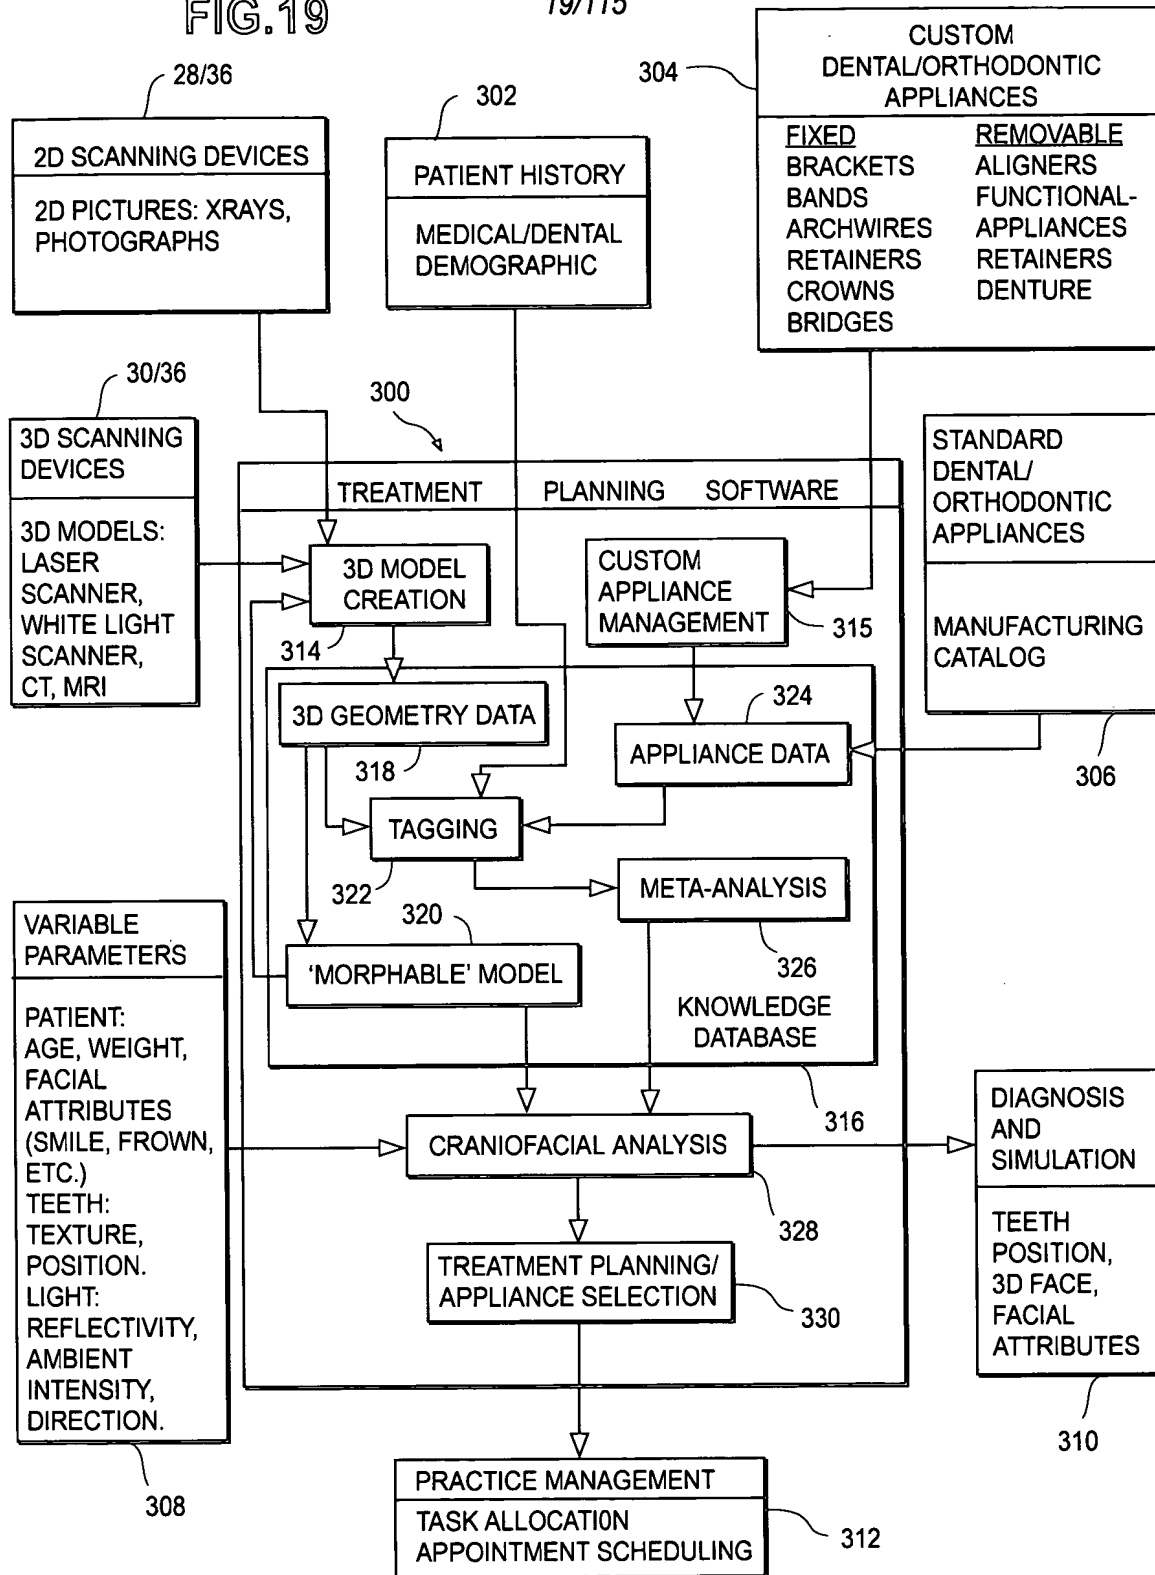 FIG.19
19/115
28/36
2D SCANNING DEVICES
2D PICTURES: XRAYS,
PHOTOGRAPHS
302
PATIENT HISTORY
MEDICAL/DENTAL
DEMOGRAPHIC
304
CUSTOM
DENTAL/ORTHODONTIC
APPLIANCES
FIXED
BRACKETS
BANDS
ARCHWIRES
RETAINERS
CROWNS
BRIDGES
REMOVABLE
ALIGNERS
FUNCTIONAL-
APPLIANCES
RETAINERS
DENTURE
30/36
3D SCANNING
DEVICES
3D MODELS:
LASER
SCANNER,
WHITE LIGHT
SCANNER,
CT, MRI
300
TREATMENT PLANNING SOFTWARE
3D MODEL
CREATION
314
CUSTOM
APPLIANCE
MANAGEMENT
315
STANDARD
DENTAL/
ORTHODONTIC
APPLIANCES
MANUFACTURING
CATALOG
306
3D GEOMETRY DATA
318
324
APPLIANCE DATA
TAGGING
322
META-ANALYSIS
326
320
'MORPHABLE' MODEL
KNOWLEDGE
DATABASE
316
VARIABLE
PARAMETERS
PATIENT:
AGE, WEIGHT,
FACIAL
ATTRIBUTES
(SMILE, FROWN,
ETC.)
TEETH:
TEXTURE,
POSITION.
LIGHT:
REFLECTIVITY,
AMBIENT
INTENSITY,
DIRECTION.
308
CRANIOFACIAL ANALYSIS
328
TREATMENT PLANNING/
APPLIANCE SELECTION
330
DIAGNOSIS
AND
SIMULATION
TEETH
POSITION,
3D FACE,
FACIAL
ATTRIBUTES
310
PRACTICE MANAGEMENT
TASK ALLOCATION
APPOINTMENT SCHEDULING
312